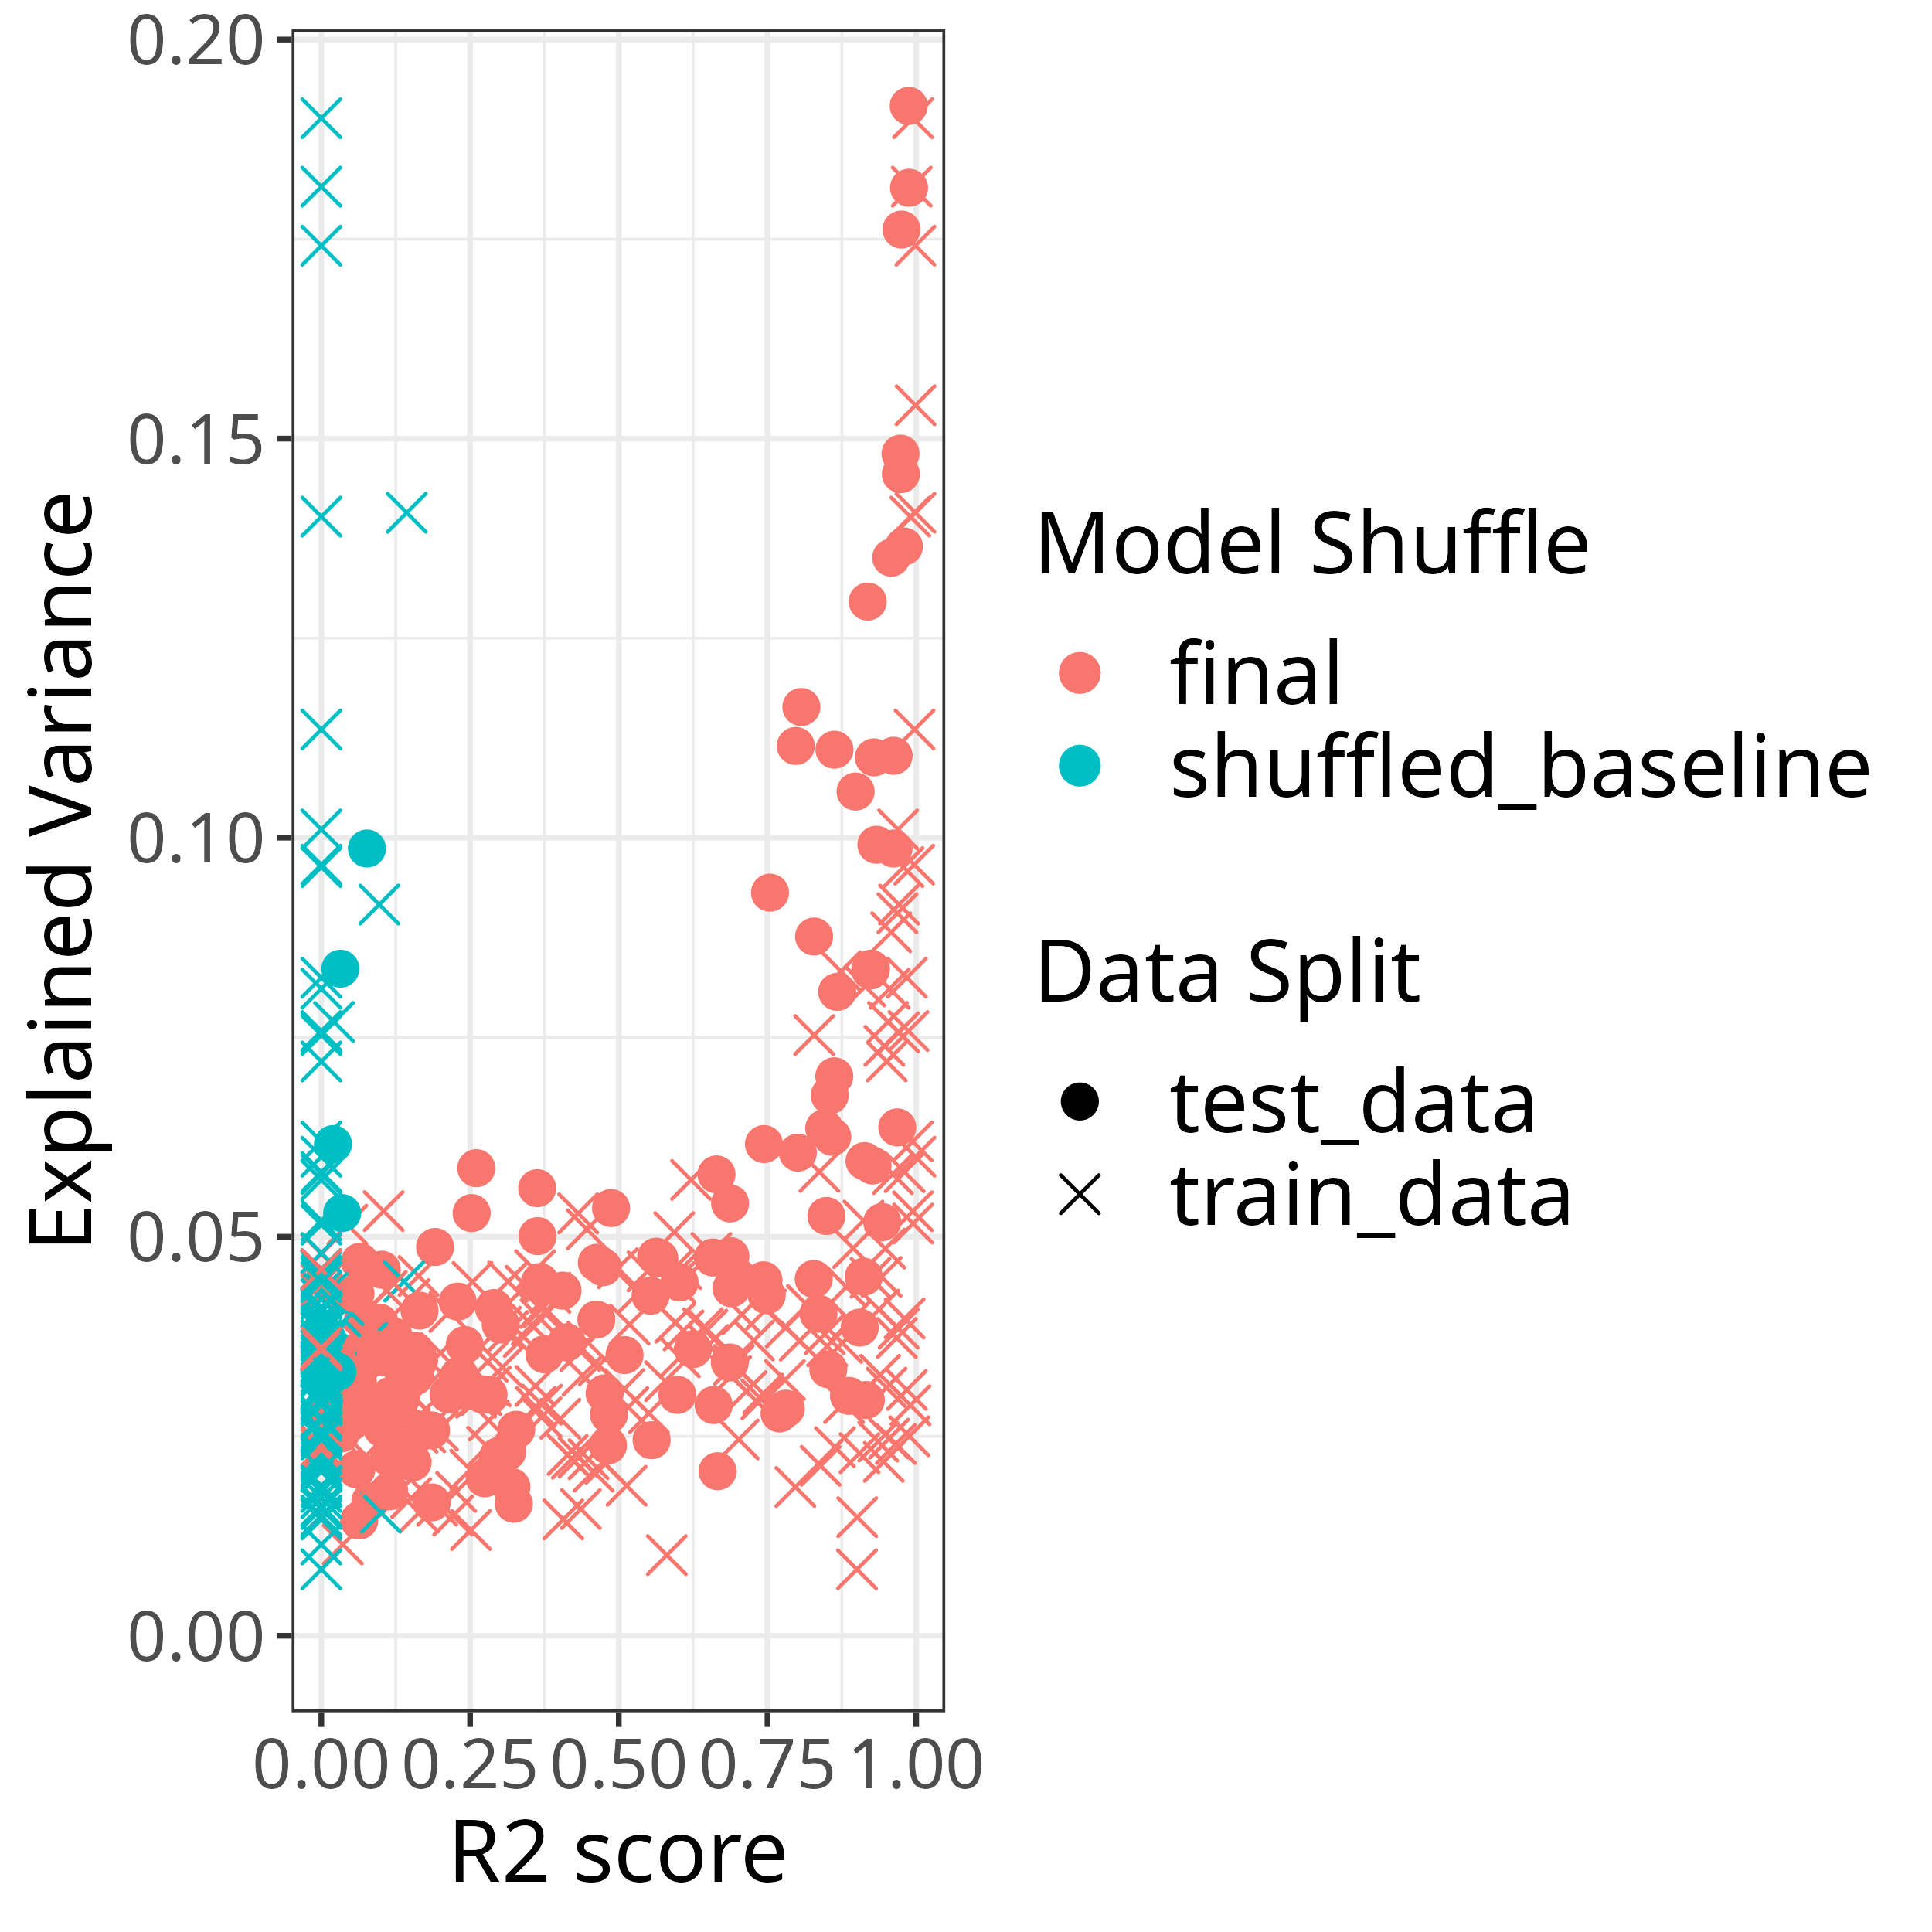 0.20
0.15
0.10
0.05
0.00
Explained Variance
0.00 0.25 0.50 0.75 1.00
R2 score
Model Shuffle
final
shuffled_baseline
Data Split
test_data
train_data